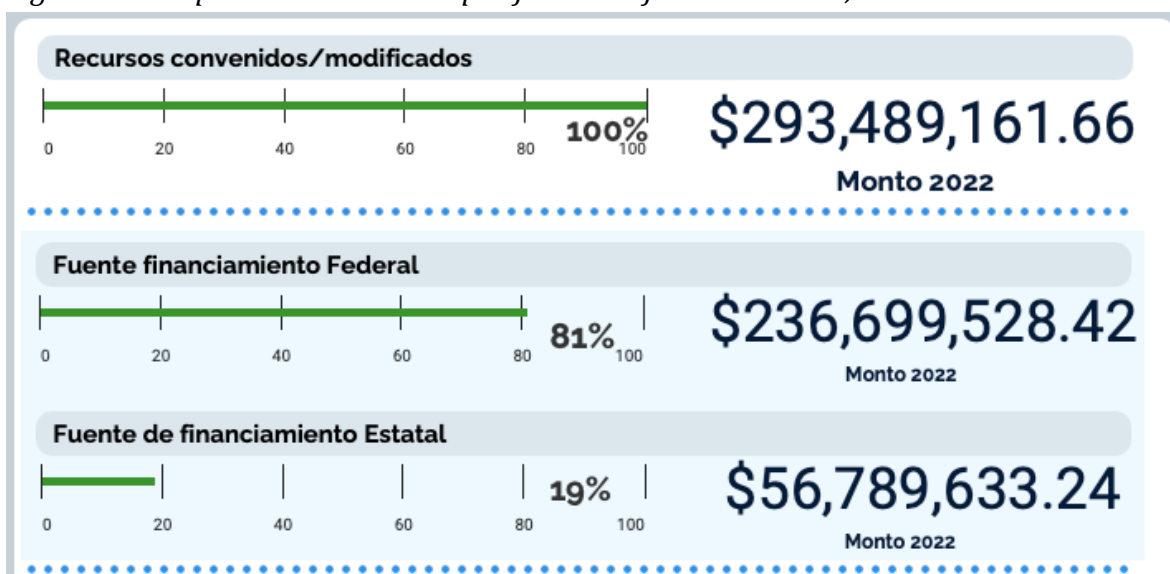 Recursos convenidos/modificados
0 20 40 60 80 100
100%
$293,489,161.66
Monto 2022
Fuente financiamiento Federal
0 20 40 60 80 100
81%
$236,699,528.42
Monto 2022
Fuente de financiamiento Estatal
0 20 40 60 80 100
19%
$56,789,633.24
Monto 2022